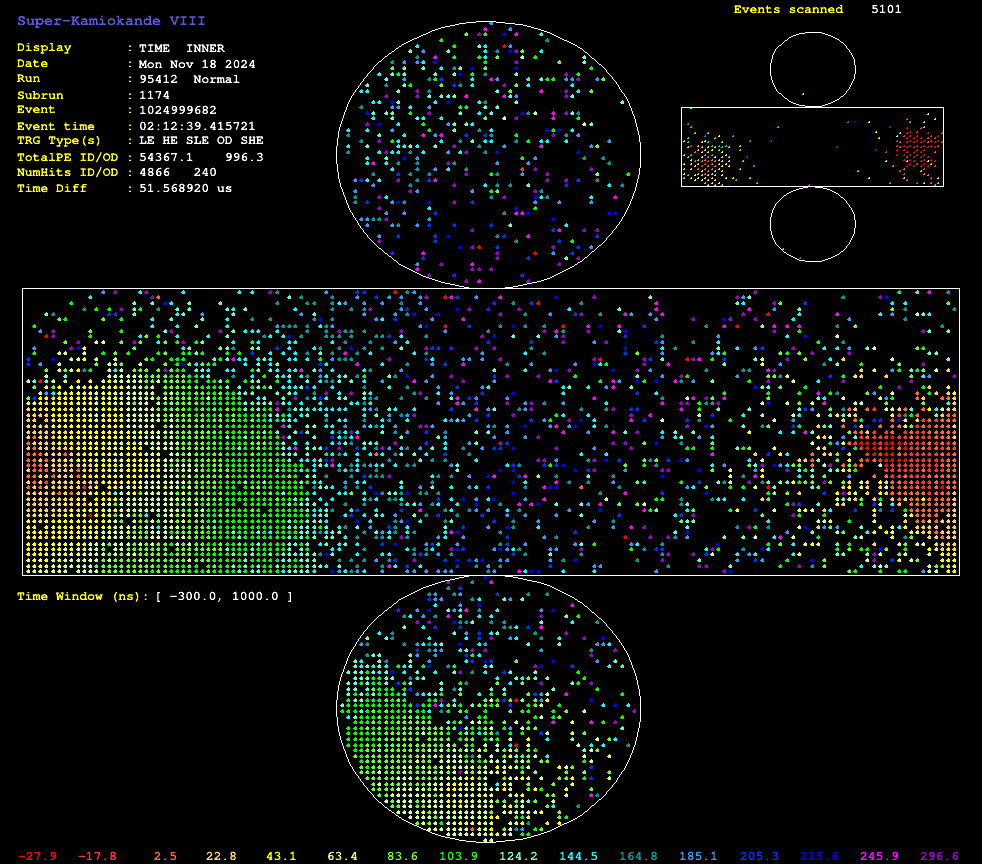 Super-Kamiokande VIII
Events scanned 5101
Display : TIME INNER
Date : Mon Nov 18 2024
Run : 95412 Normal
Subrun : 1174
Event : 1024999682
Event time : 02:12:39.415721
TRG Type(s) : LE HE SLE OD SHE
TotalPE ID/OD : 54367.1 996.3
NumHits ID/OD : 4866 240
Time Diff : 51.568920 us
Time Window (ns): [ -300.0, 1000.0 ]
-27.9 -17.8 2.5 22.8 43.1 63.4 83.6 103.9 124.2 144.5 164.8 185.1 205.3 225.6 245.9 296.6